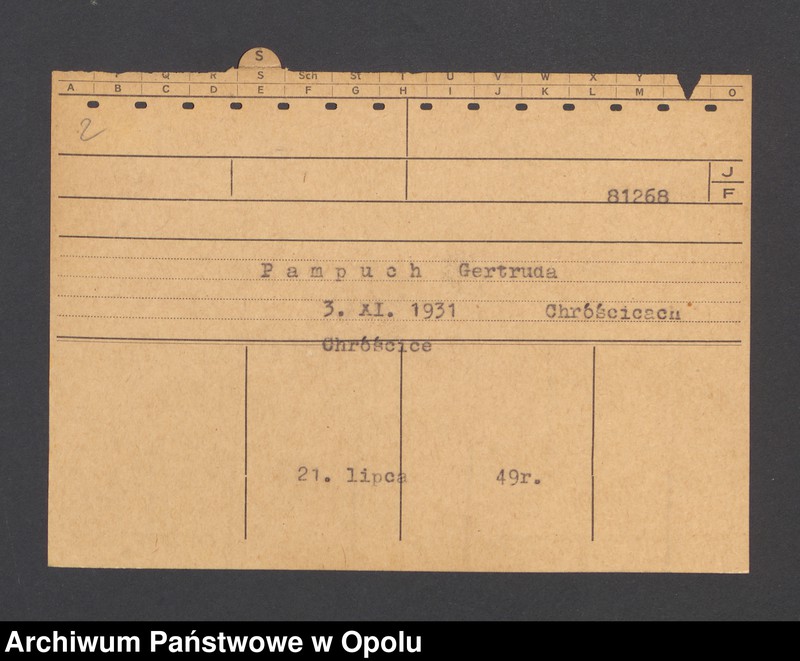 S
P Q R S Sch St T U V W X Y
A B C D E F G H I J K L M O
2
J
81268 F
Pampuch Gertruda
3. XI. 1931 Chróścicach
Chróścice
21. lipca 49r.
Archiwum Państwowe w Opolu